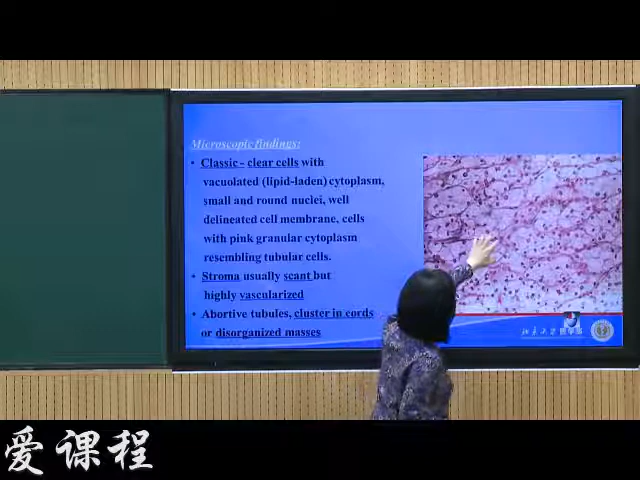 Microscopic findings:
• Classic - clear cells with
vacuolated (lipid-laden) cytoplasm,
small and round nuclei, well
delineated cell membrane, cells
with pink granular cytoplasm
resembling tubular cells.
• Stroma usually scant but
highly vascularized
• Abortive tubules, cluster in cords
or disorganized masses
爱课程